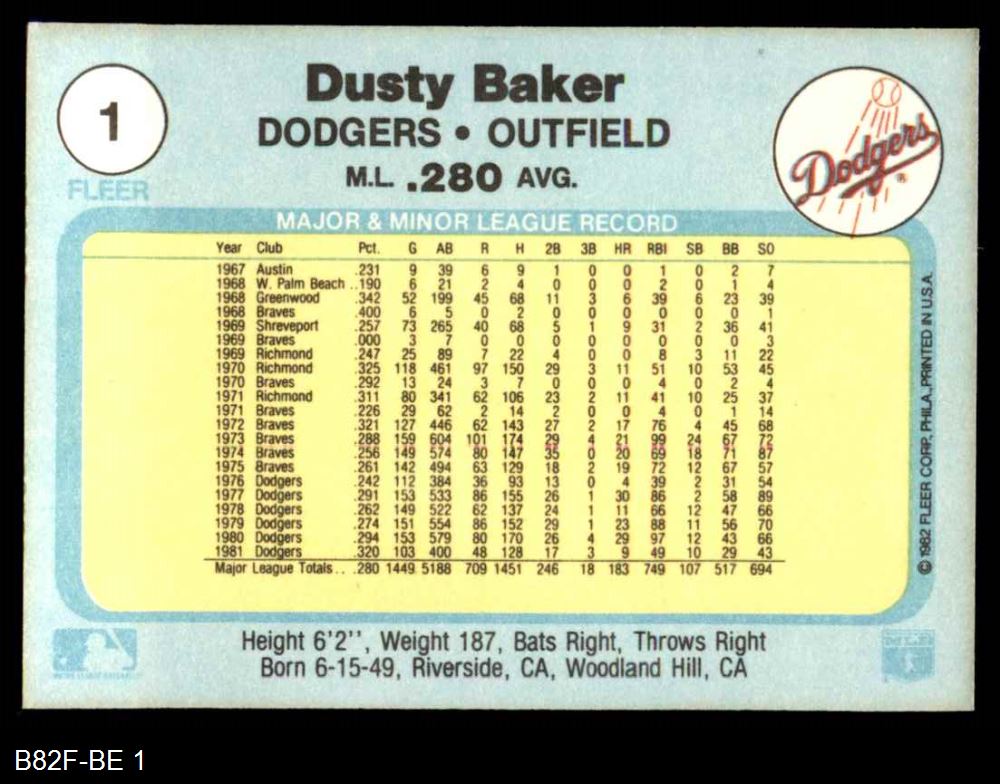 1
FLEER
Dusty Baker
DODGERS • OUTFIELD
M.L. .280 AVG.
Dodgers
®
MAJOR & MINOR LEAGUE RECORD
Year Club Pct. G AB R H 2B 3B HR RBI SB BB SO
1967 Austin .231 9 39 6 9 1 0 0 1 0 2 7
1968 W. Palm Beach .. .190 6 21 2 4 0 0 0 2 0 1 4
1968 Greenwood .342 52 199 45 68 11 3 6 39 6 23 39
1968 Braves .400 6 5 0 2 0 0 0 0 0 0 1
1969 Shreveport .257 73 265 40 68 5 1 9 31 2 36 41
1969 Braves .000 3 7 0 0 0 0 0 0 0 0 3
1969 Richmond .247 25 89 7 22 4 0 0 8 3 11 22
1970 Richmond .325 118 461 97 150 29 3 11 51 10 53 45
1970 Braves .292 13 24 3 7 0 0 0 4 0 2 4
1971 Richmond .311 80 341 62 106 23 2 11 41 10 25 37
1971 Braves .226 29 62 2 14 2 0 0 4 0 1 14
1972 Braves .321 127 446 62 143 27 2 17 76 4 45 68
1973 Braves .288 159 604 101 174 29 4 21 99 24 67 72
1974 Braves .256 149 574 80 147 35 0 20 69 18 71 87
1975 Braves .261 142 494 63 129 18 2 19 72 12 67 57
1976 Dodgers .242 112 384 36 93 13 0 4 39 2 31 54
1977 Dodgers .291 153 533 86 155 26 1 30 86 2 58 89
1978 Dodgers .262 149 522 62 137 24 1 11 66 12 47 66
1979 Dodgers .274 151 554 86 152 29 1 23 88 11 56 70
1980 Dodgers .294 153 579 80 170 26 4 29 97 12 43 66
1981 Dodgers .320 103 400 48 128 17 3 9 49 10 29 43
Major League Totals . . .280 1449 5188 709 1451 246 18 183 749 107 517 694
© 1982 FLEER CORP., PHILA., PRINTED IN U.S.A.
Height 6'2'', Weight 187, Bats Right, Throws Right
Born 6-15-49, Riverside, CA, Woodland Hill, CA
B82F-BE 1